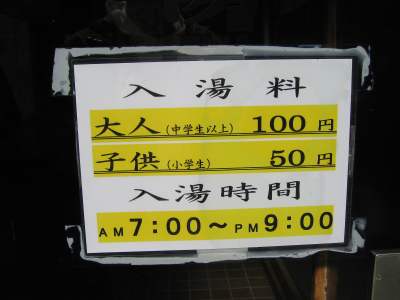 入湯料
大人(中学生以上) 100円
子供(小学生) 50円
入湯時間
AM7:00～PM9:00